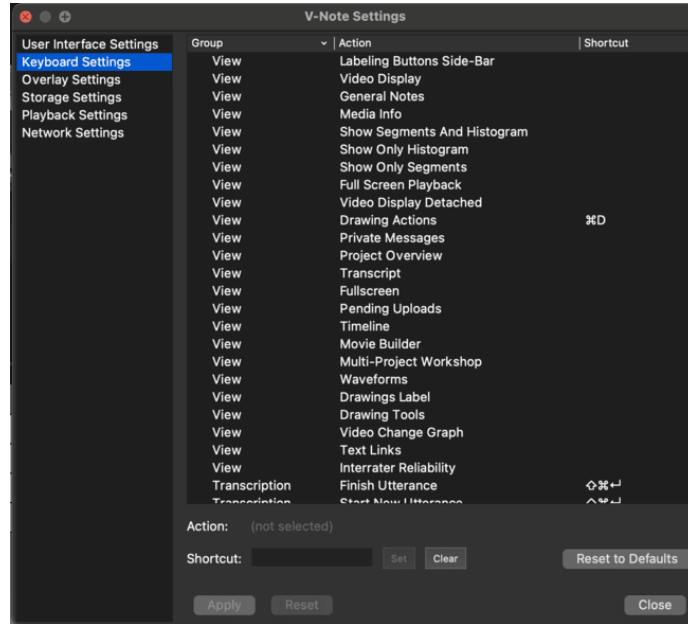 V-Note Settings
User Interface Settings
Keyboard Settings
Overlay Settings
Storage Settings
Playback Settings
Network Settings
Group Action Shortcut
View Labeling Buttons Side-Bar
View Video Display
View General Notes
View Media Info
View Show Segments And Histogram
View Show Only Histogram
View Show Only Segments
View Full Screen Playback
View Video Display Detached
View Drawing Actions ⌘D
View Private Messages
View Project Overview
View Transcript
View Fullscreen
View Pending Uploads
View Timeline
View Movie Builder
View Multi-Project Workshop
View Waveforms
View Drawings Label
View Drawing Tools
View Video Change Graph
View Text Links
View Interrater Reliability
Transcription Finish Utterance ⇧⌘↩
Transcription Start New Utterance
Action: (not selected)
Shortcut: Set Clear Reset to Defaults
Apply Reset Close